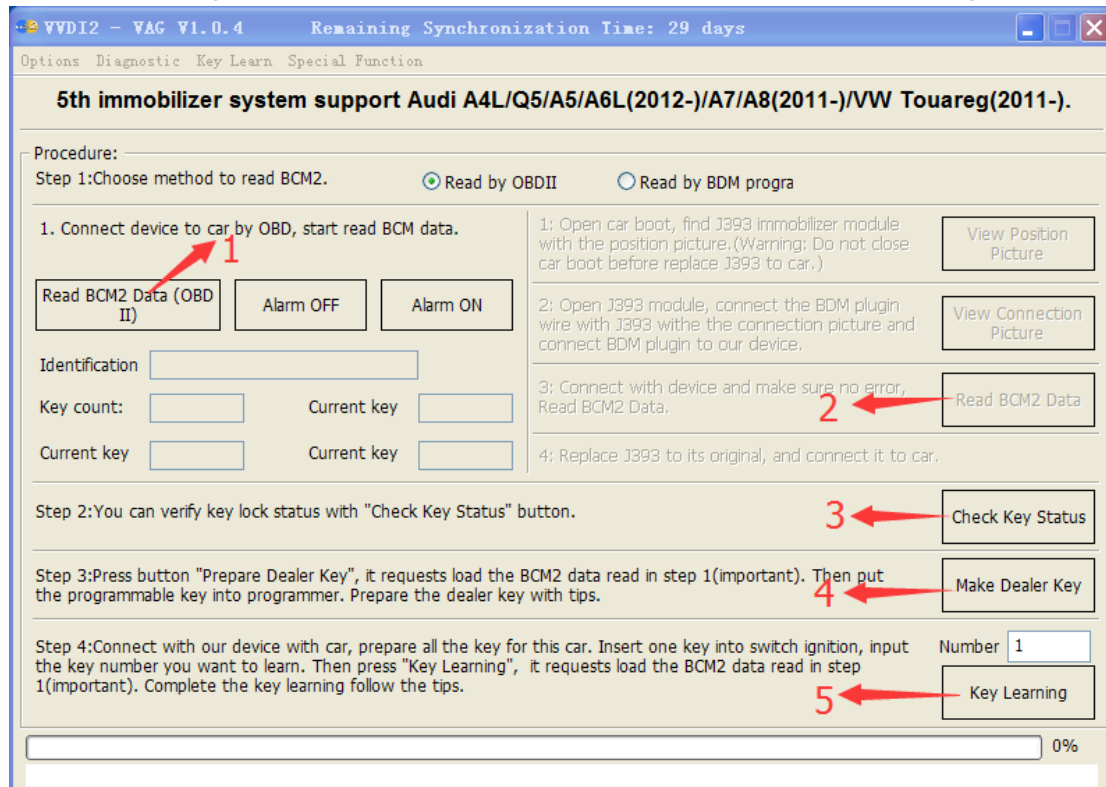 VVDI2 - VAG V1.0.4 Remaining Synchronization Time: 29 days
Options Diagnostic Key Learn Special Function
5th immobilizer system support Audi A4L/Q5/A5/A6L(2012-)/A7/A8(2011-)/VW Touareg(2011-).
Procedure:
Step 1:Choose method to read BCM2.
Read by OBDII
Read by BDM progra
1. Connect device to car by OBD, start read BCM data.
1
Read BCM2 Data (OBD
II)
Alarm OFF
Alarm ON
Identification
Key count:
Current key
Current key
Current key
1: Open car boot, find J393 immobilizer module
with the position picture.(Warning: Do not close
car boot before replace J393 to car.)
View Position
Picture
2: Open J393 module, connect the BDM plugin
wire with J393 withe the connection picture and
connect BDM plugin to our device.
View Connection
Picture
3: Connect with device and make sure no error,
Read BCM2 Data.
2
Read BCM2 Data
4: Replace J393 to its original, and connect it to car.
Step 2:You can verify key lock status with "Check Key Status" button.
3
Check Key Status
Step 3:Press button "Prepare Dealer Key", it requests load the BCM2 data read in step 1(important). Then put
the programmable key into programmer. Prepare the dealer key with tips.
4
Make Dealer Key
Step 4:Connect with our device with car, prepare all the key for this car. Insert one key into switch ignition, input
the key number you want to learn. Then press "Key Learning", it requests load the BCM2 data read in step
1(important). Complete the key learning follow the tips.
Number 1
5
Key Learning
0%